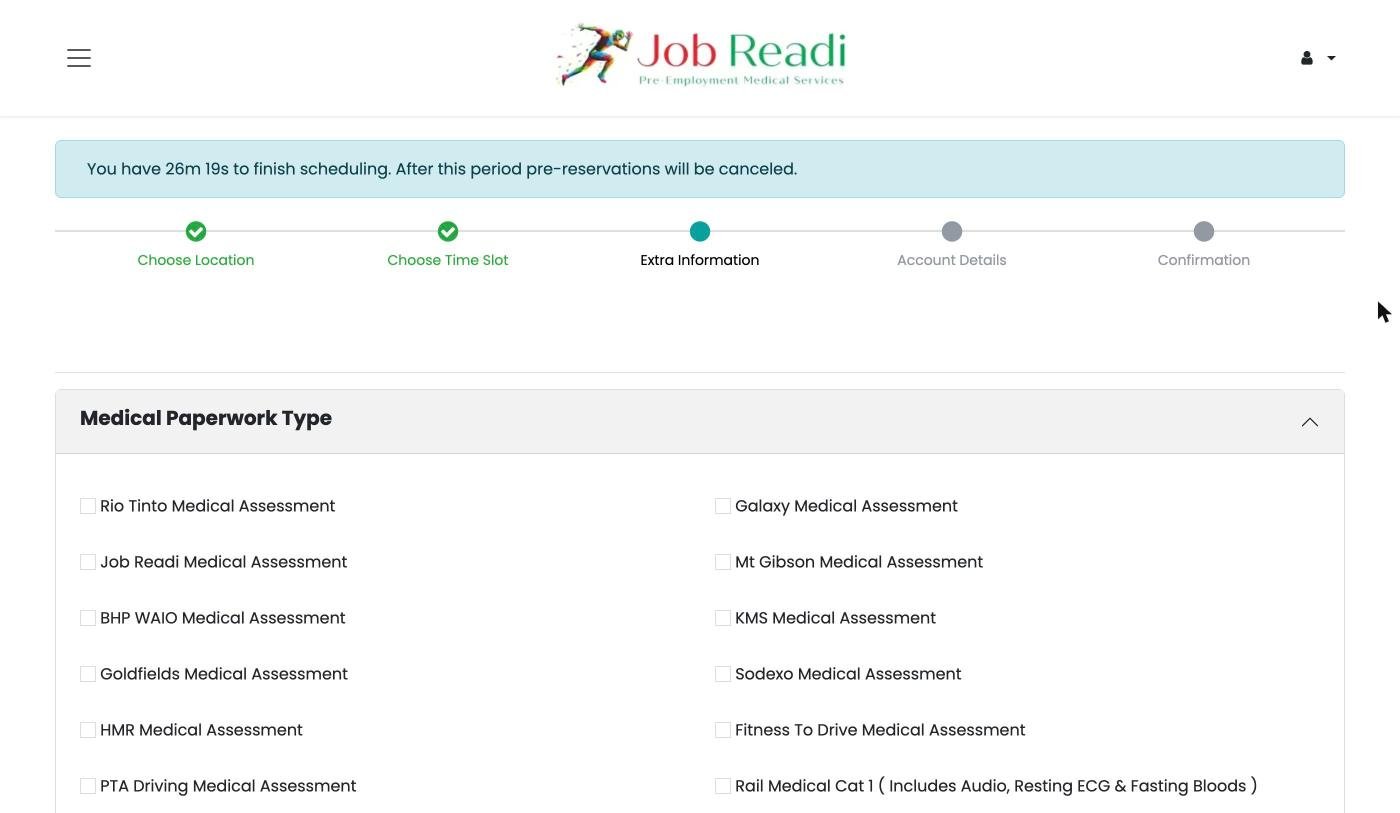 Job Readi
Pre-Employment Medical Services
You have 26m 19s to finish scheduling. After this period pre-reservations will be canceled.
Choose Location
Choose Time Slot
Extra Information
Account Details
Confirmation
Medical Paperwork Type
Rio Tinto Medical Assessment
Galaxy Medical Assessment
Job Readi Medical Assessment
Mt Gibson Medical Assessment
BHP WAIO Medical Assessment
KMS Medical Assessment
Goldfields Medical Assessment
Sodexo Medical Assessment
HMR Medical Assessment
Fitness To Drive Medical Assessment
PTA Driving Medical Assessment
Rail Medical Cat 1 ( Includes Audio, Resting ECG & Fasting Bloods )